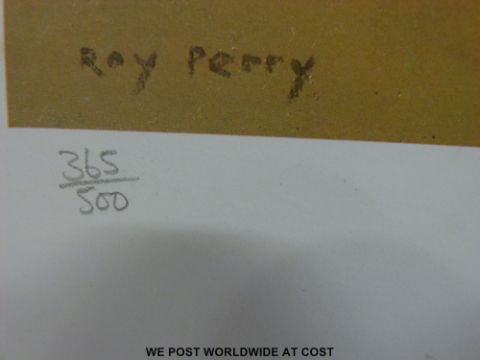 Roy Perry
365
500
WE POST WORLDWIDE AT COST